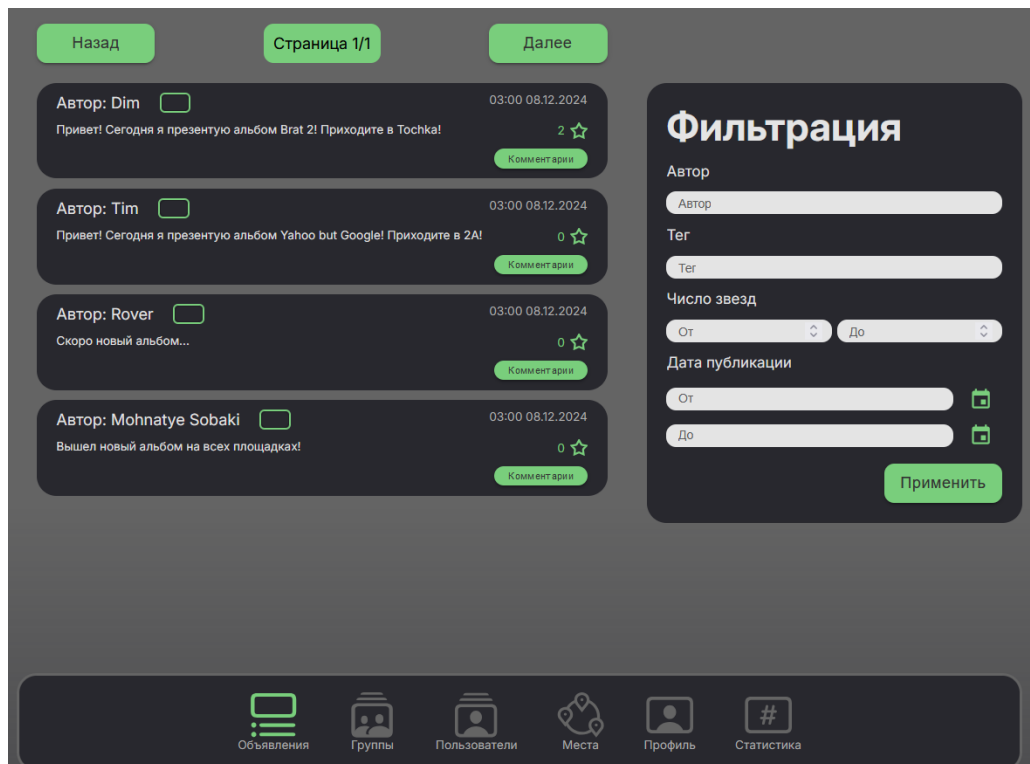 Назад
Страница 1/1
Далее
Автор: Dim
03:00 08.12.2024
Привет! Сегодня я презентую альбом Brat 2! Приходите в Tochka!
2
Комментарии
Автор: Tim
03:00 08.12.2024
Привет! Сегодня я презентую альбом Yahoo but Google! Приходите в 2A!
0
Комментарии
Автор: Rover
03:00 08.12.2024
Скоро новый альбом...
0
Комментарии
Автор: Mohnatye Sobaki
03:00 08.12.2024
Вышел новый альбом на всех площадках!
0
Комментарии
Фильтрация
Автор
Автор
Тег
Тег
Число звезд
От До
Дата публикации
От
До
Применить
Объявления Группы Пользователи Места Профиль # Статистика